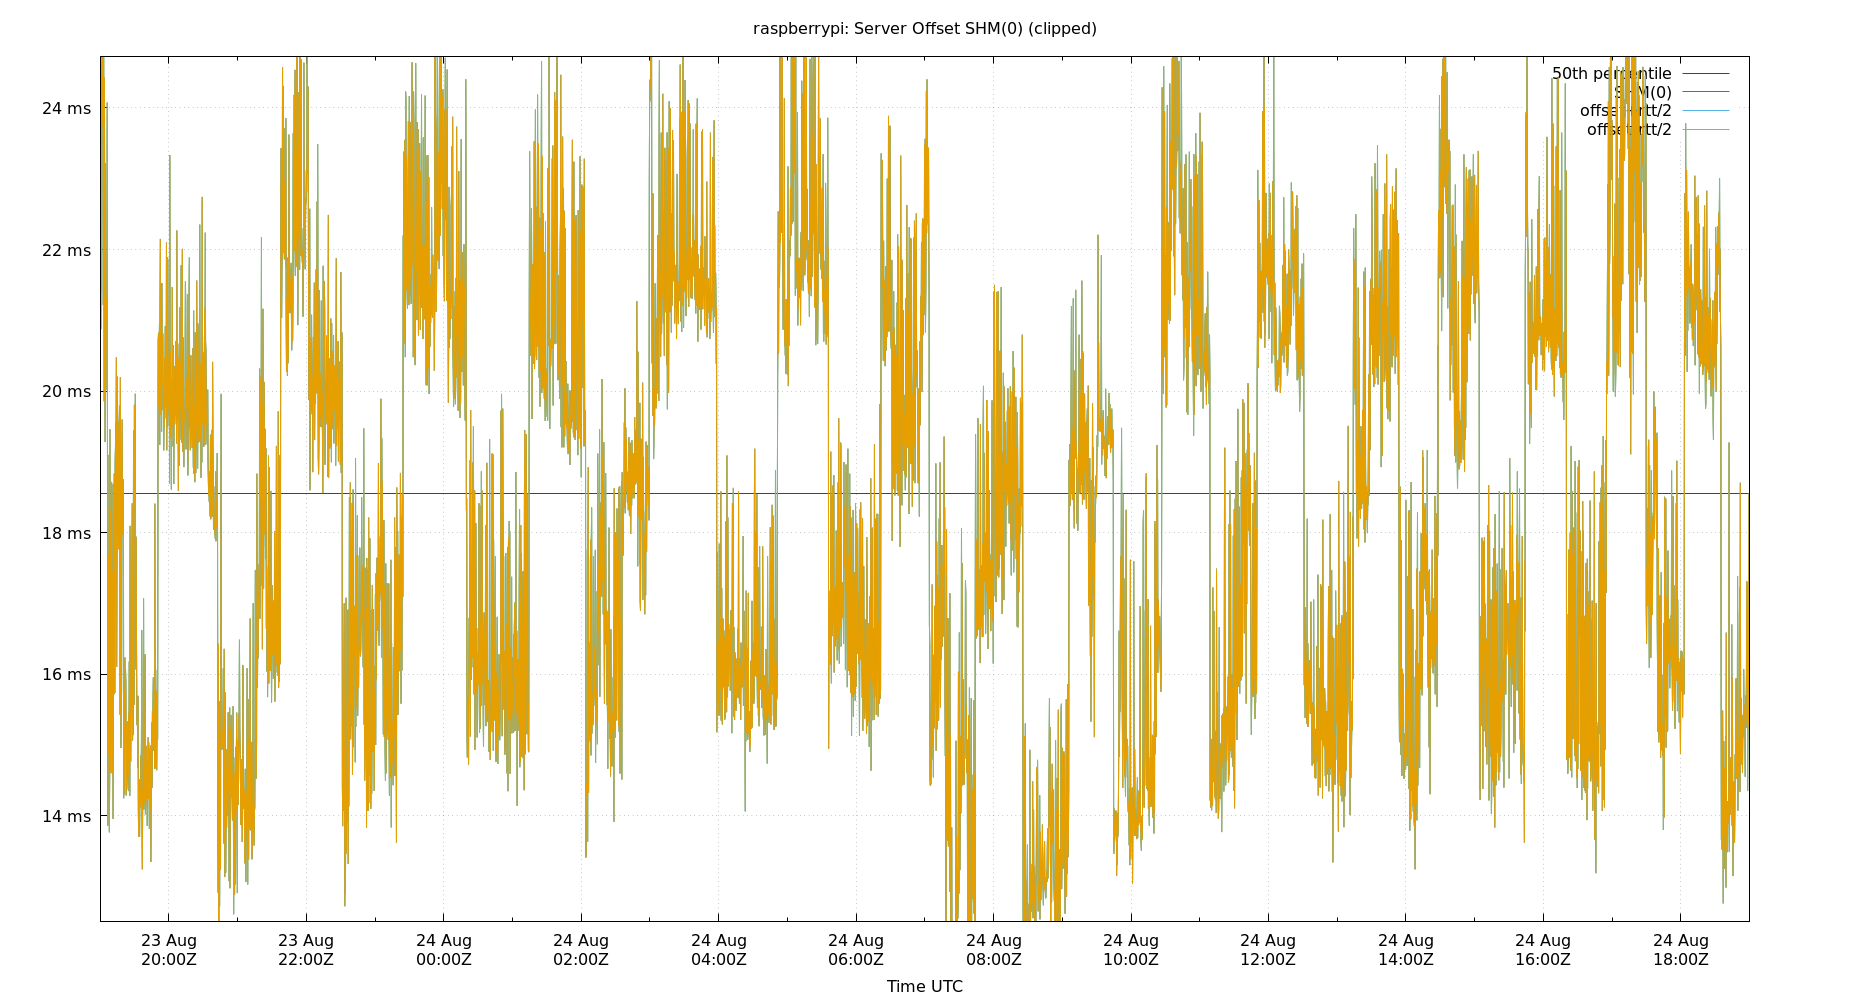 raspberrypi: Server Offset SHM(0) (clipped)
50th percentile
SHM(0)
24 ms
22 ms
20 ms
18 ms
16 ms
14 ms
23 Aug 23 Aug 24 Aug 24 Aug 24 Aug 24 Aug 24 Aug 24 Aug 24 Aug 24 Aug 24 Aug 24 Aug
20:00Z 22:00Z 00:00Z 02:00Z 04:00Z 06:00Z 08:00Z 10:00Z 12:00Z 14:00Z 16:00Z 18:00Z
Time UTC